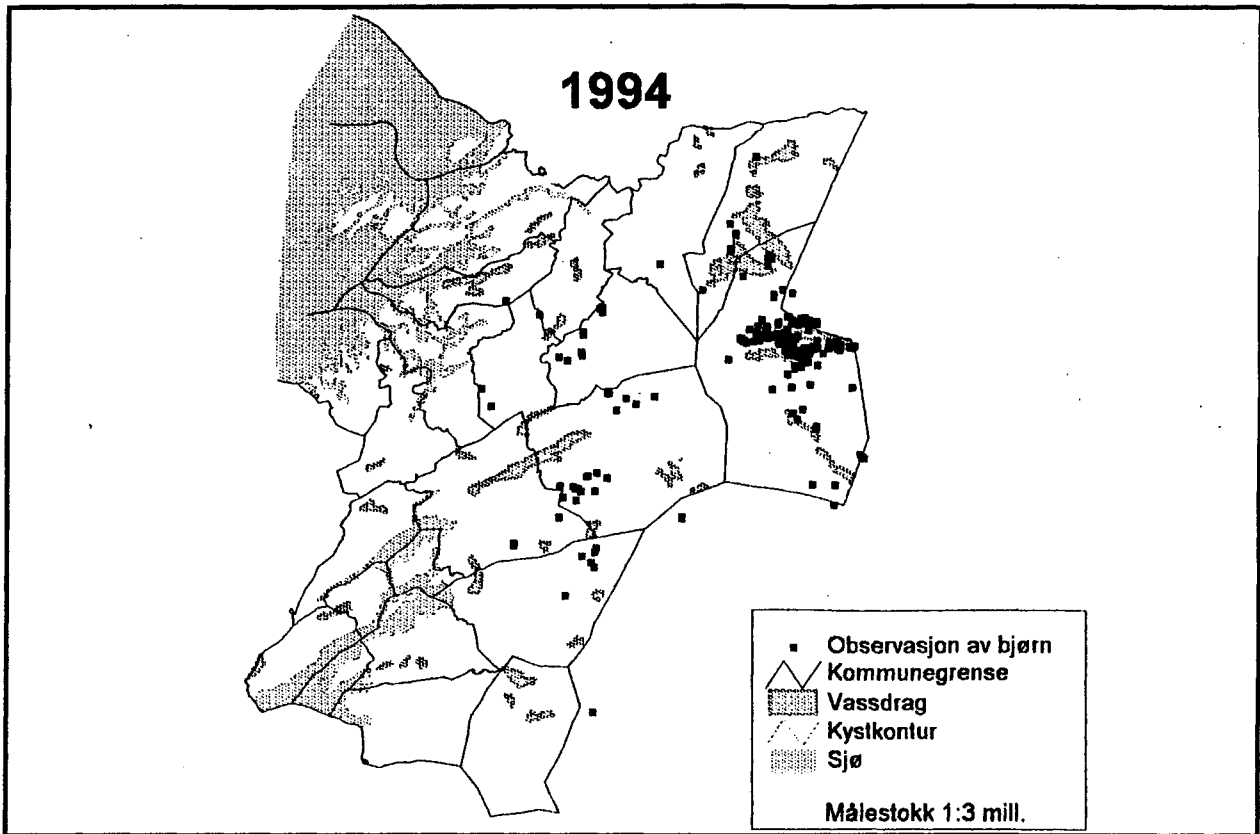 1994
Observasjon av bjørn
Kommunegrense
Vassdrag
Kystkontur
Sjø
Målestokk 1:3 mill.